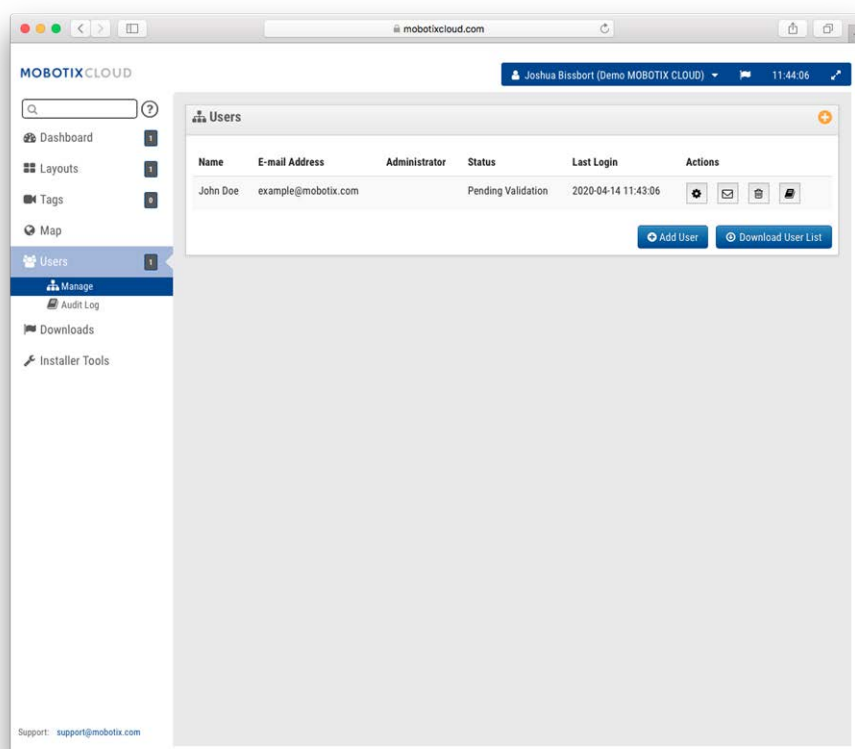 mobotixcloud.com
MOBOTIXCLOUD
Joshua Bissbort (Demo MOBOTIX CLOUD) 11:44:06
?
Dashboard 1
Layouts 1
Tags 0
Map
Users 1
Manage
Audit Log
Downloads
Installer Tools
Users
Name E-mail Address Administrator Status Last Login Actions
John Doe example@mobotix.com Pending Validation 2020-04-14 11:43:06
Add User Download User List
Support: support@mobotix.com